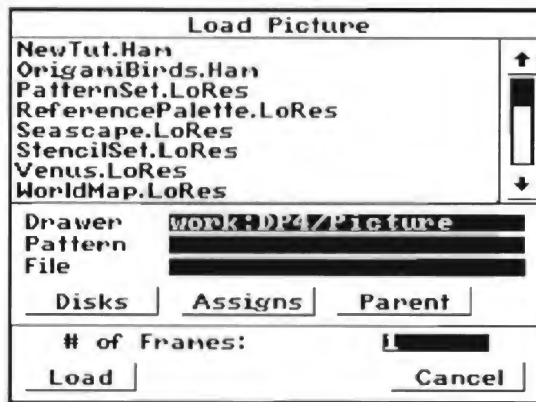 Load Picture
NewTut.Ham
OrigamiBirds.Ham
PatternSet.LoRes
ReferencePalette.LoRes
Seascape.LoRes
StencilSet.LoRes
Venus.LoRes
WorldMap.LoRes
Drawer work:DP4/Picture
Pattern
File
Disks Assigns Parent
# of Frames: 1
Load Cancel